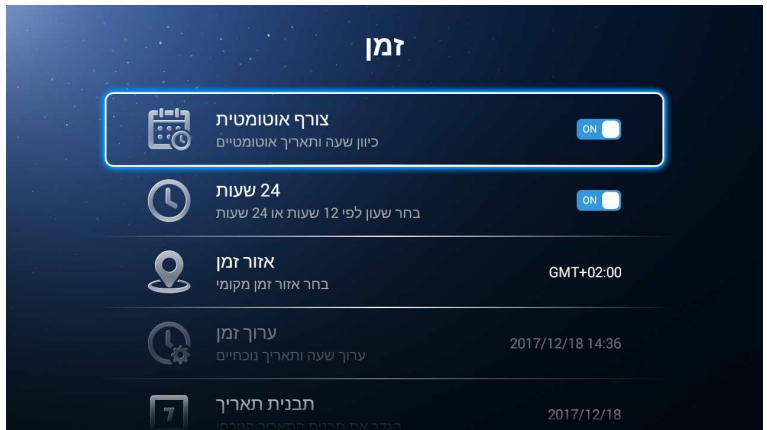 זמן
צורף אוטומטית
כיוון שעה ותאריך אוטומטיים
ON
24 שעות
בחר שעון לפי 12 שעות או 24 שעות
ON
אזור זמן
בחר אזור זמן מקומי
GMT+02:00
ערוך זמן
ערוך שעה ותאריך נוכחיים
2017/12/18 14:36
7
תבנית תאריך
2017/12/18